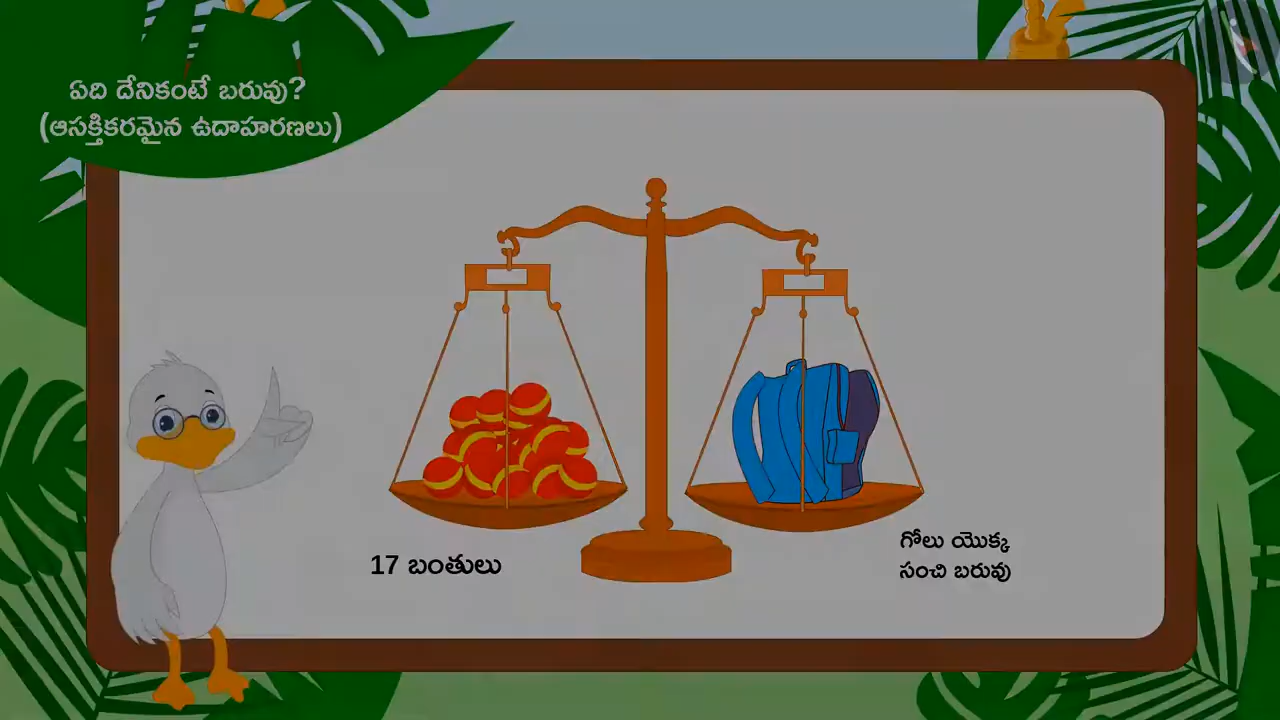 ఏది దేనికంటే బరువు?
(ఆసక్తికరమైన ఉదాహరణలు)
17 బంతులు
గోలు యొక్క
సంచి బరువు